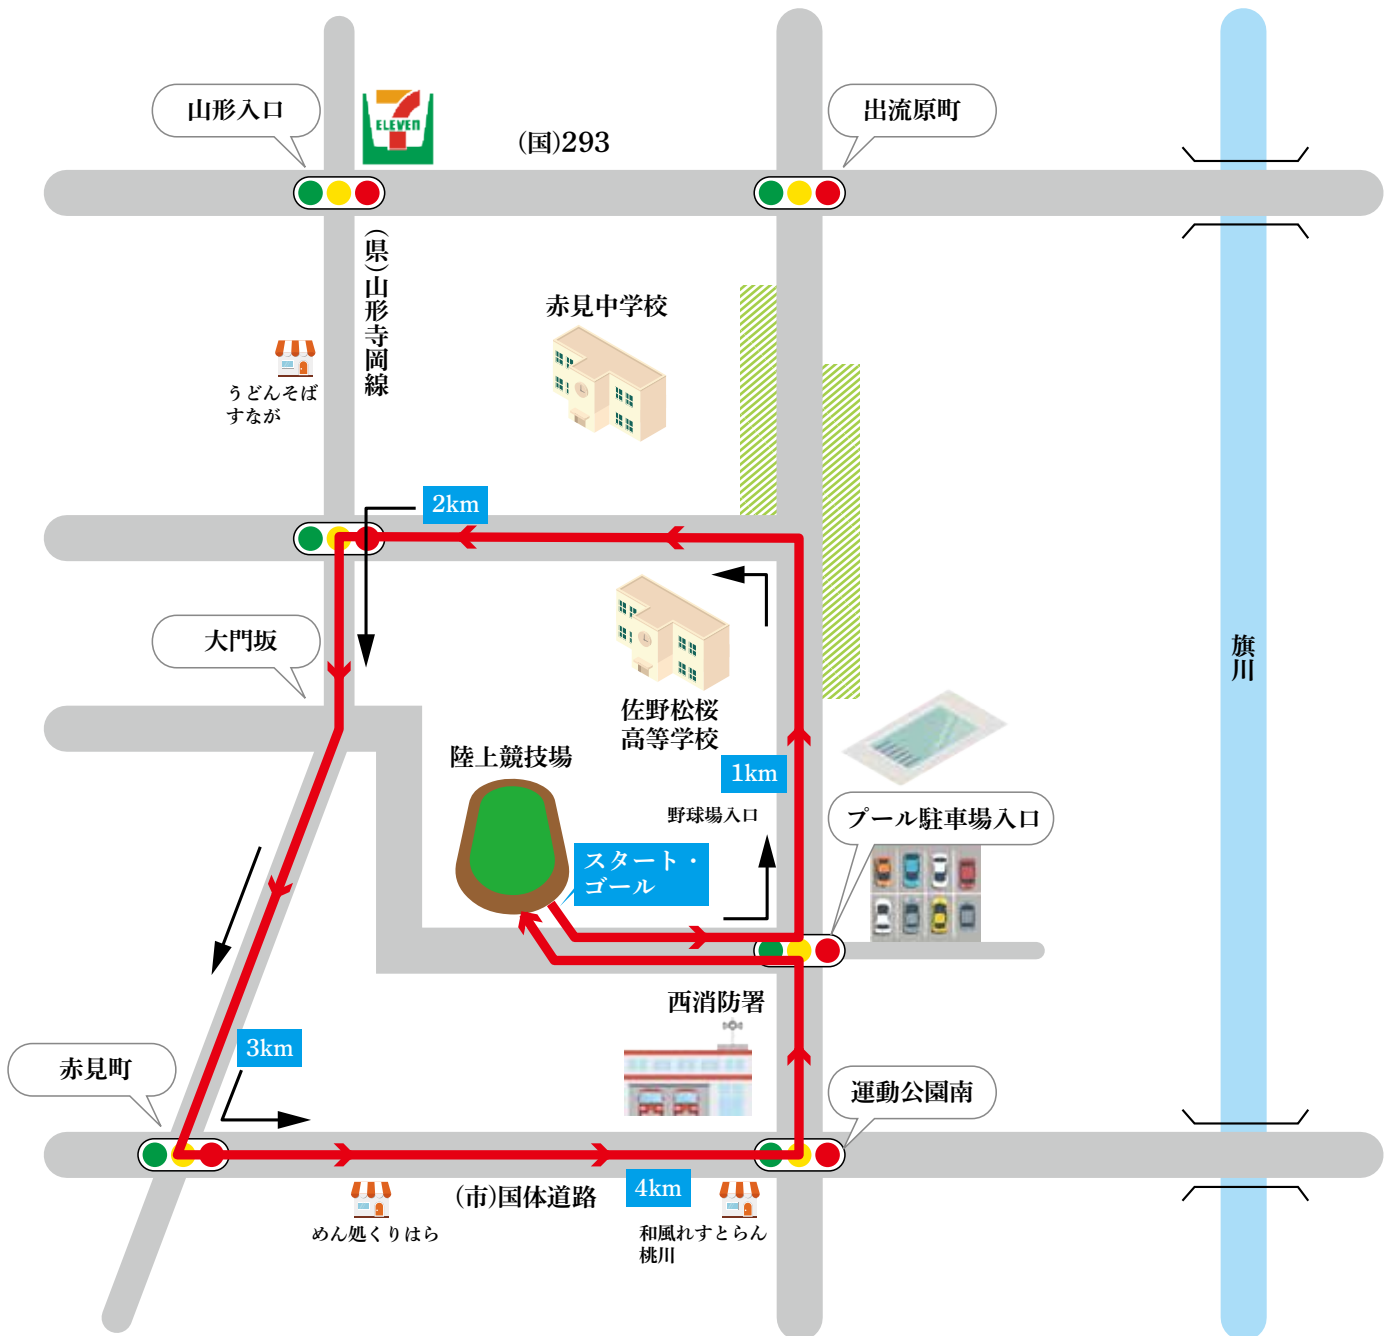 山形入口
ELEVEN
(国)293
出流原町
(県)山形寺岡線
赤見中学校
うどんそば
すなが
2km
大門坂
佐野松桜
高等学校
旗川
陸上競技場
1km
野球場入口
プール駐車場入口
スタート・
ゴール
西消防署
3km
赤見町
運動公園南
(市)国体道路
4km
めん処くりはら
和風れすとらん
桃川